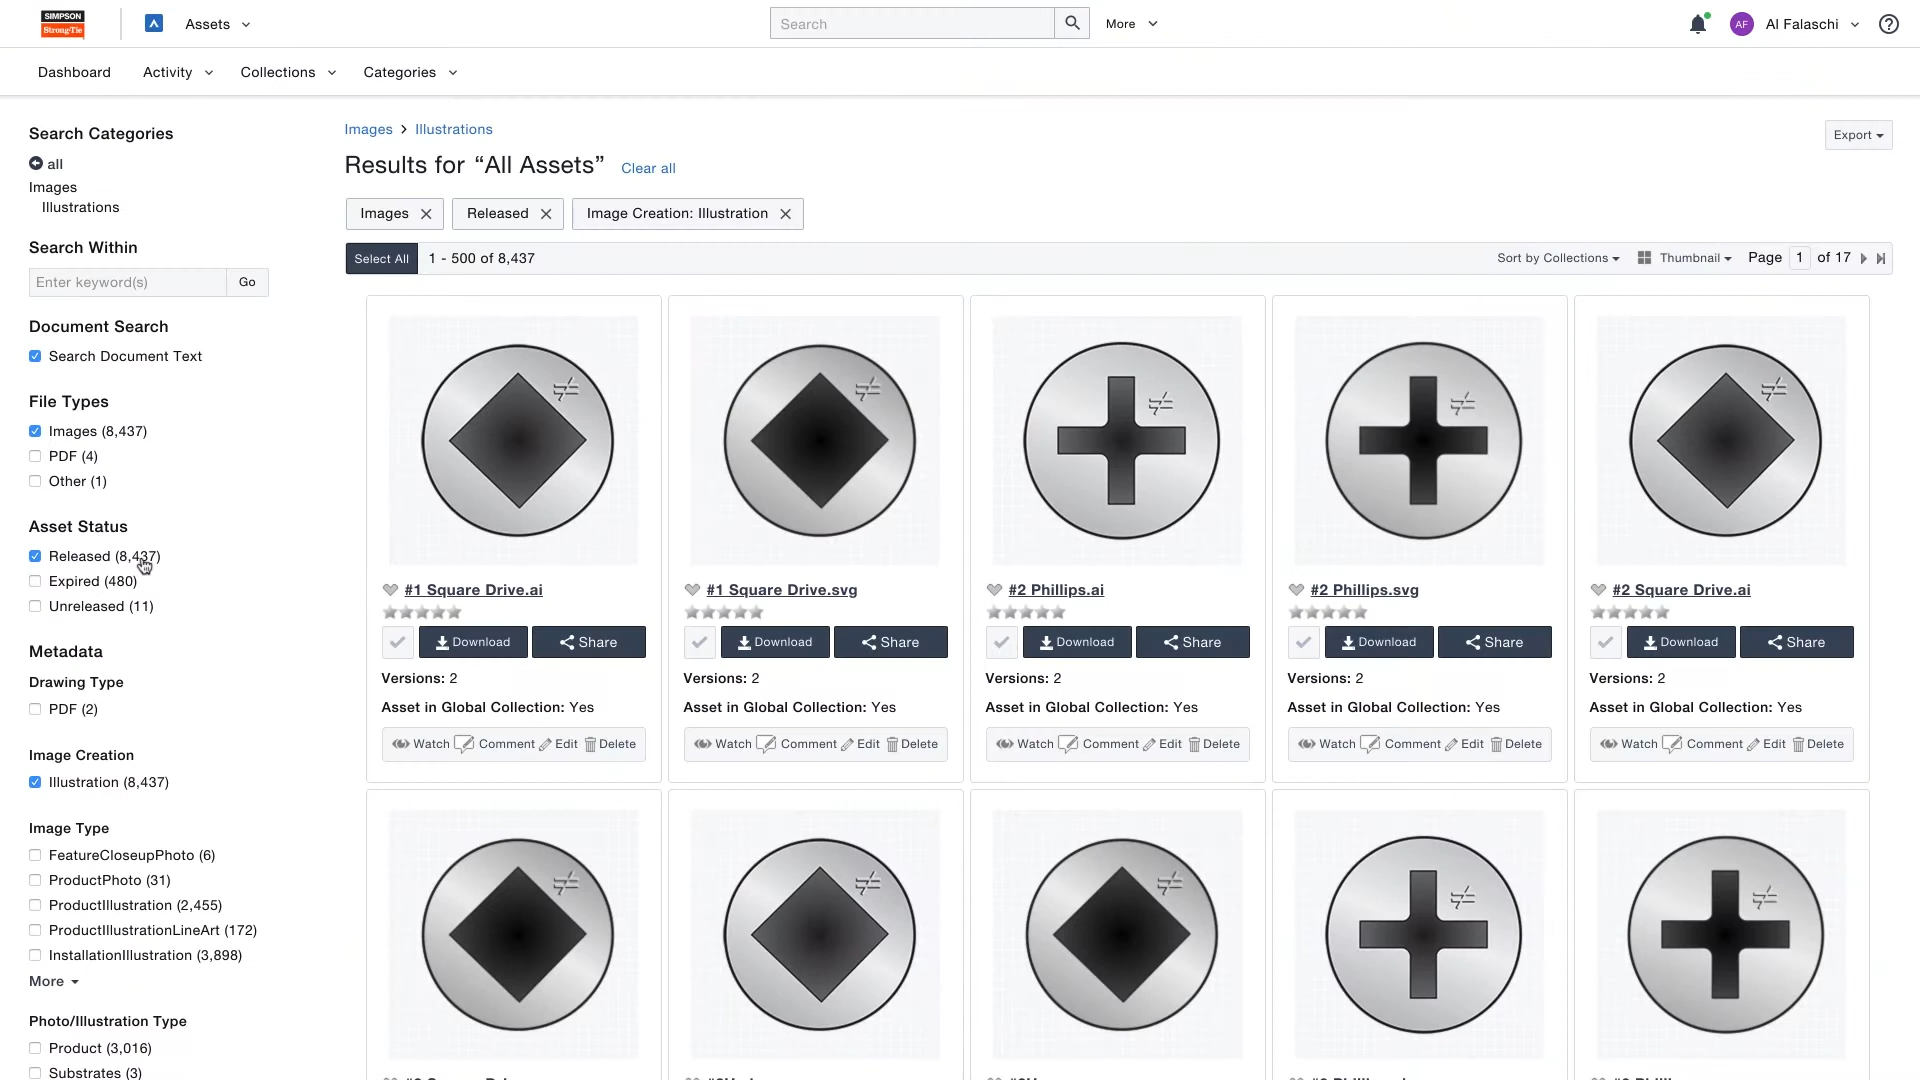 SIMPSON
Strong-Tie
Assets
Search
More
AF
Al Falaschi
Dashboard
Activity
Collections
Categories
Search Categories
all
Images
Illustrations
Search Within
Enter keyword(s)
Go
Document Search
Search Document Text
File Types
Images (8,437)
PDF (4)
Other (1)
Asset Status
Released (8,437)
Expired (480)
Unreleased (11)
Metadata
Drawing Type
PDF (2)
Image Creation
Illustration (8,437)
Image Type
FeatureCloseupPhoto (6)
ProductPhoto (31)
ProductIllustration (2,455)
ProductIllustrationLineArt (172)
InstallationIllustration (3,898)
More
Photo/Illustration Type
Product (3,016)
Substrates (3)
Images > Illustrations
Export
Results for “All Assets” Clear all
Images
Released
Image Creation: Illustration
Select All 1 - 500 of 8,437
Sort by Collections
Thumbnail
Page 1 of 17
#1 Square Drive.ai
Download Share
Versions: 2
Asset in Global Collection: Yes
Watch Comment Edit Delete
#1 Square Drive.svg
Download Share
Versions: 2
Asset in Global Collection: Yes
Watch Comment Edit Delete
#2 Phillips.ai
Download Share
Versions: 2
Asset in Global Collection: Yes
Watch Comment Edit Delete
#2 Phillips.svg
Download Share
Versions: 2
Asset in Global Collection: Yes
Watch Comment Edit Delete
#2 Square Drive.ai
Download Share
Versions: 2
Asset in Global Collection: Yes
Watch Comment Edit Delete